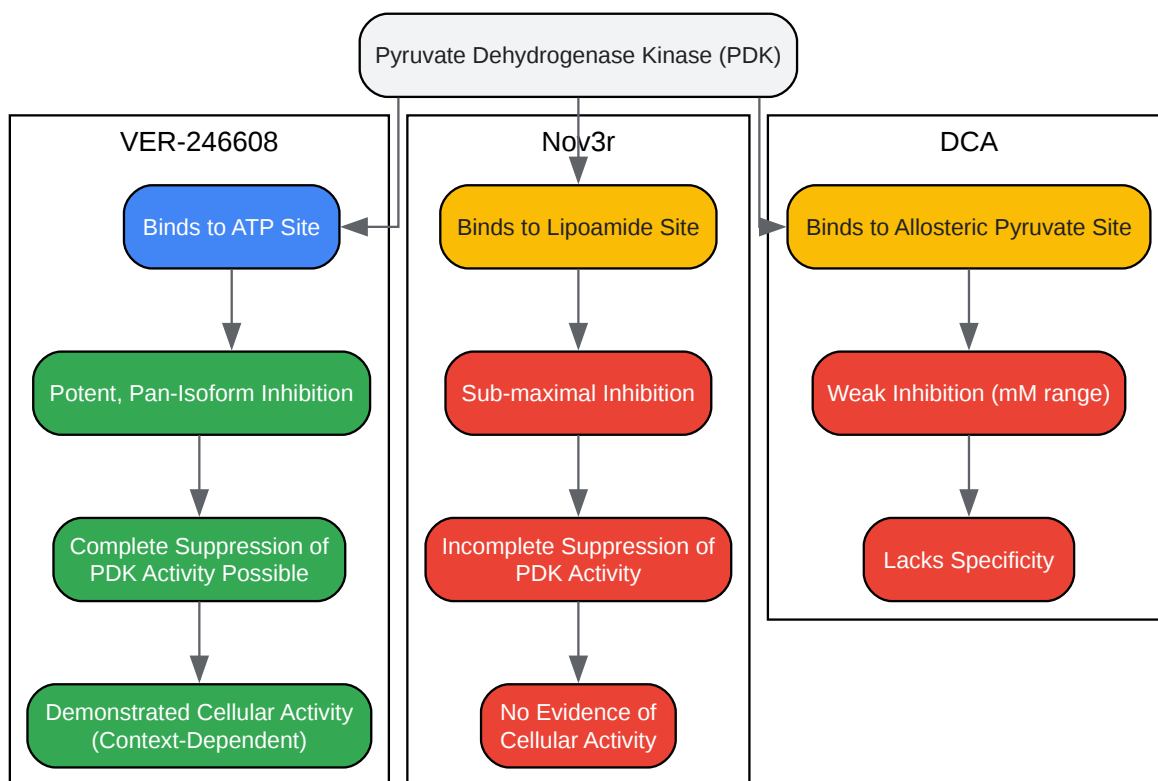 Pyruvate Dehydrogenase Kinase (PDK)
VER-246608
Binds to ATP Site
Potent, Pan-Isoform Inhibition
Complete Suppression of
PDK Activity Possible
Demonstrated Cellular Activity
(Context-Dependent)
Nov3r
Binds to Lipoamide Site
Sub-maximal Inhibition
Incomplete Suppression of
PDK Activity
No Evidence of
Cellular Activity
DCA
Binds to Allosteric Pyruvate Site
Weak Inhibition (mM range)
Lacks Specificity